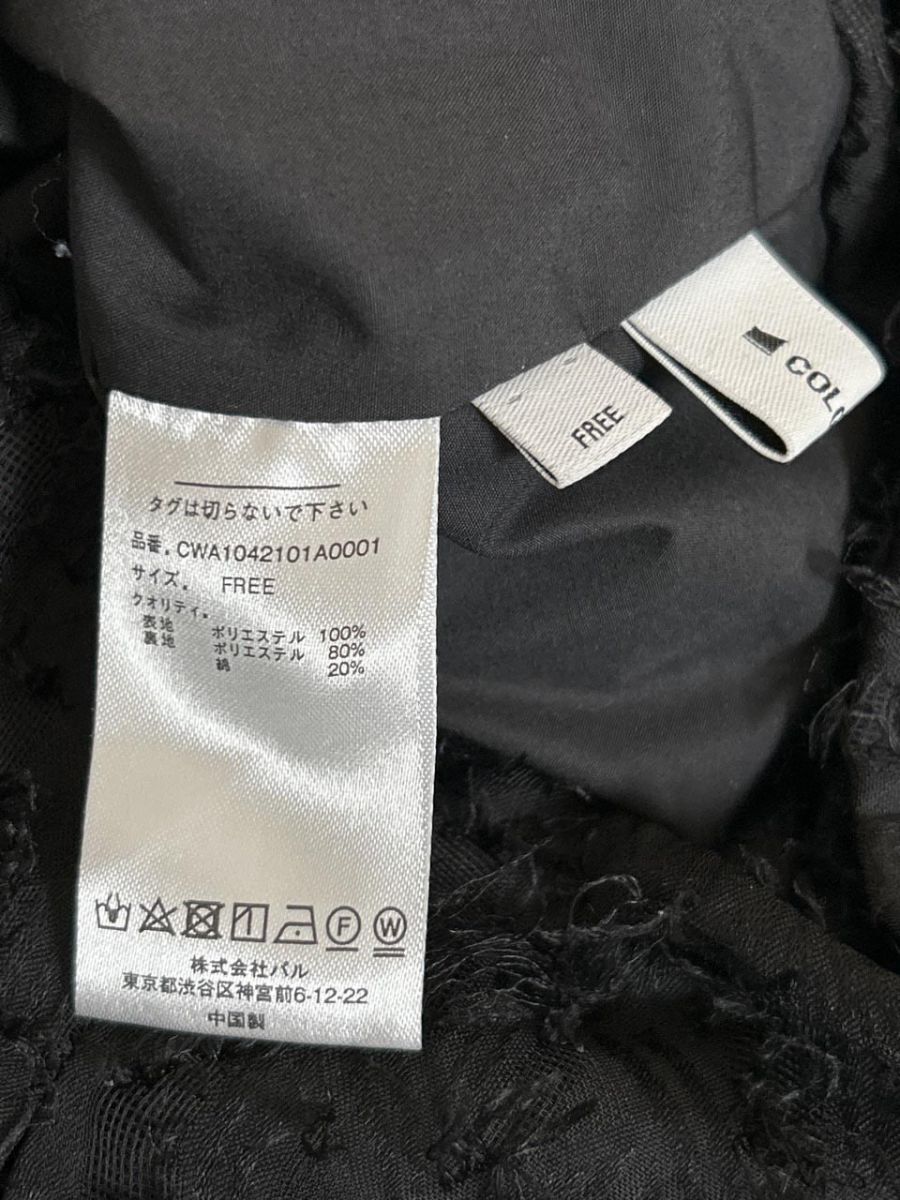 COLO
FREE
タグは切らないで下さい
品番. CWA1042101A0001
サイズ. FREE
クオリティ.
表地 ポリエステル 100%
裏地 ポリエステル 80%
綿 20%
F W
株式会社パル
東京都渋谷区神宮前6-12-22
中国製